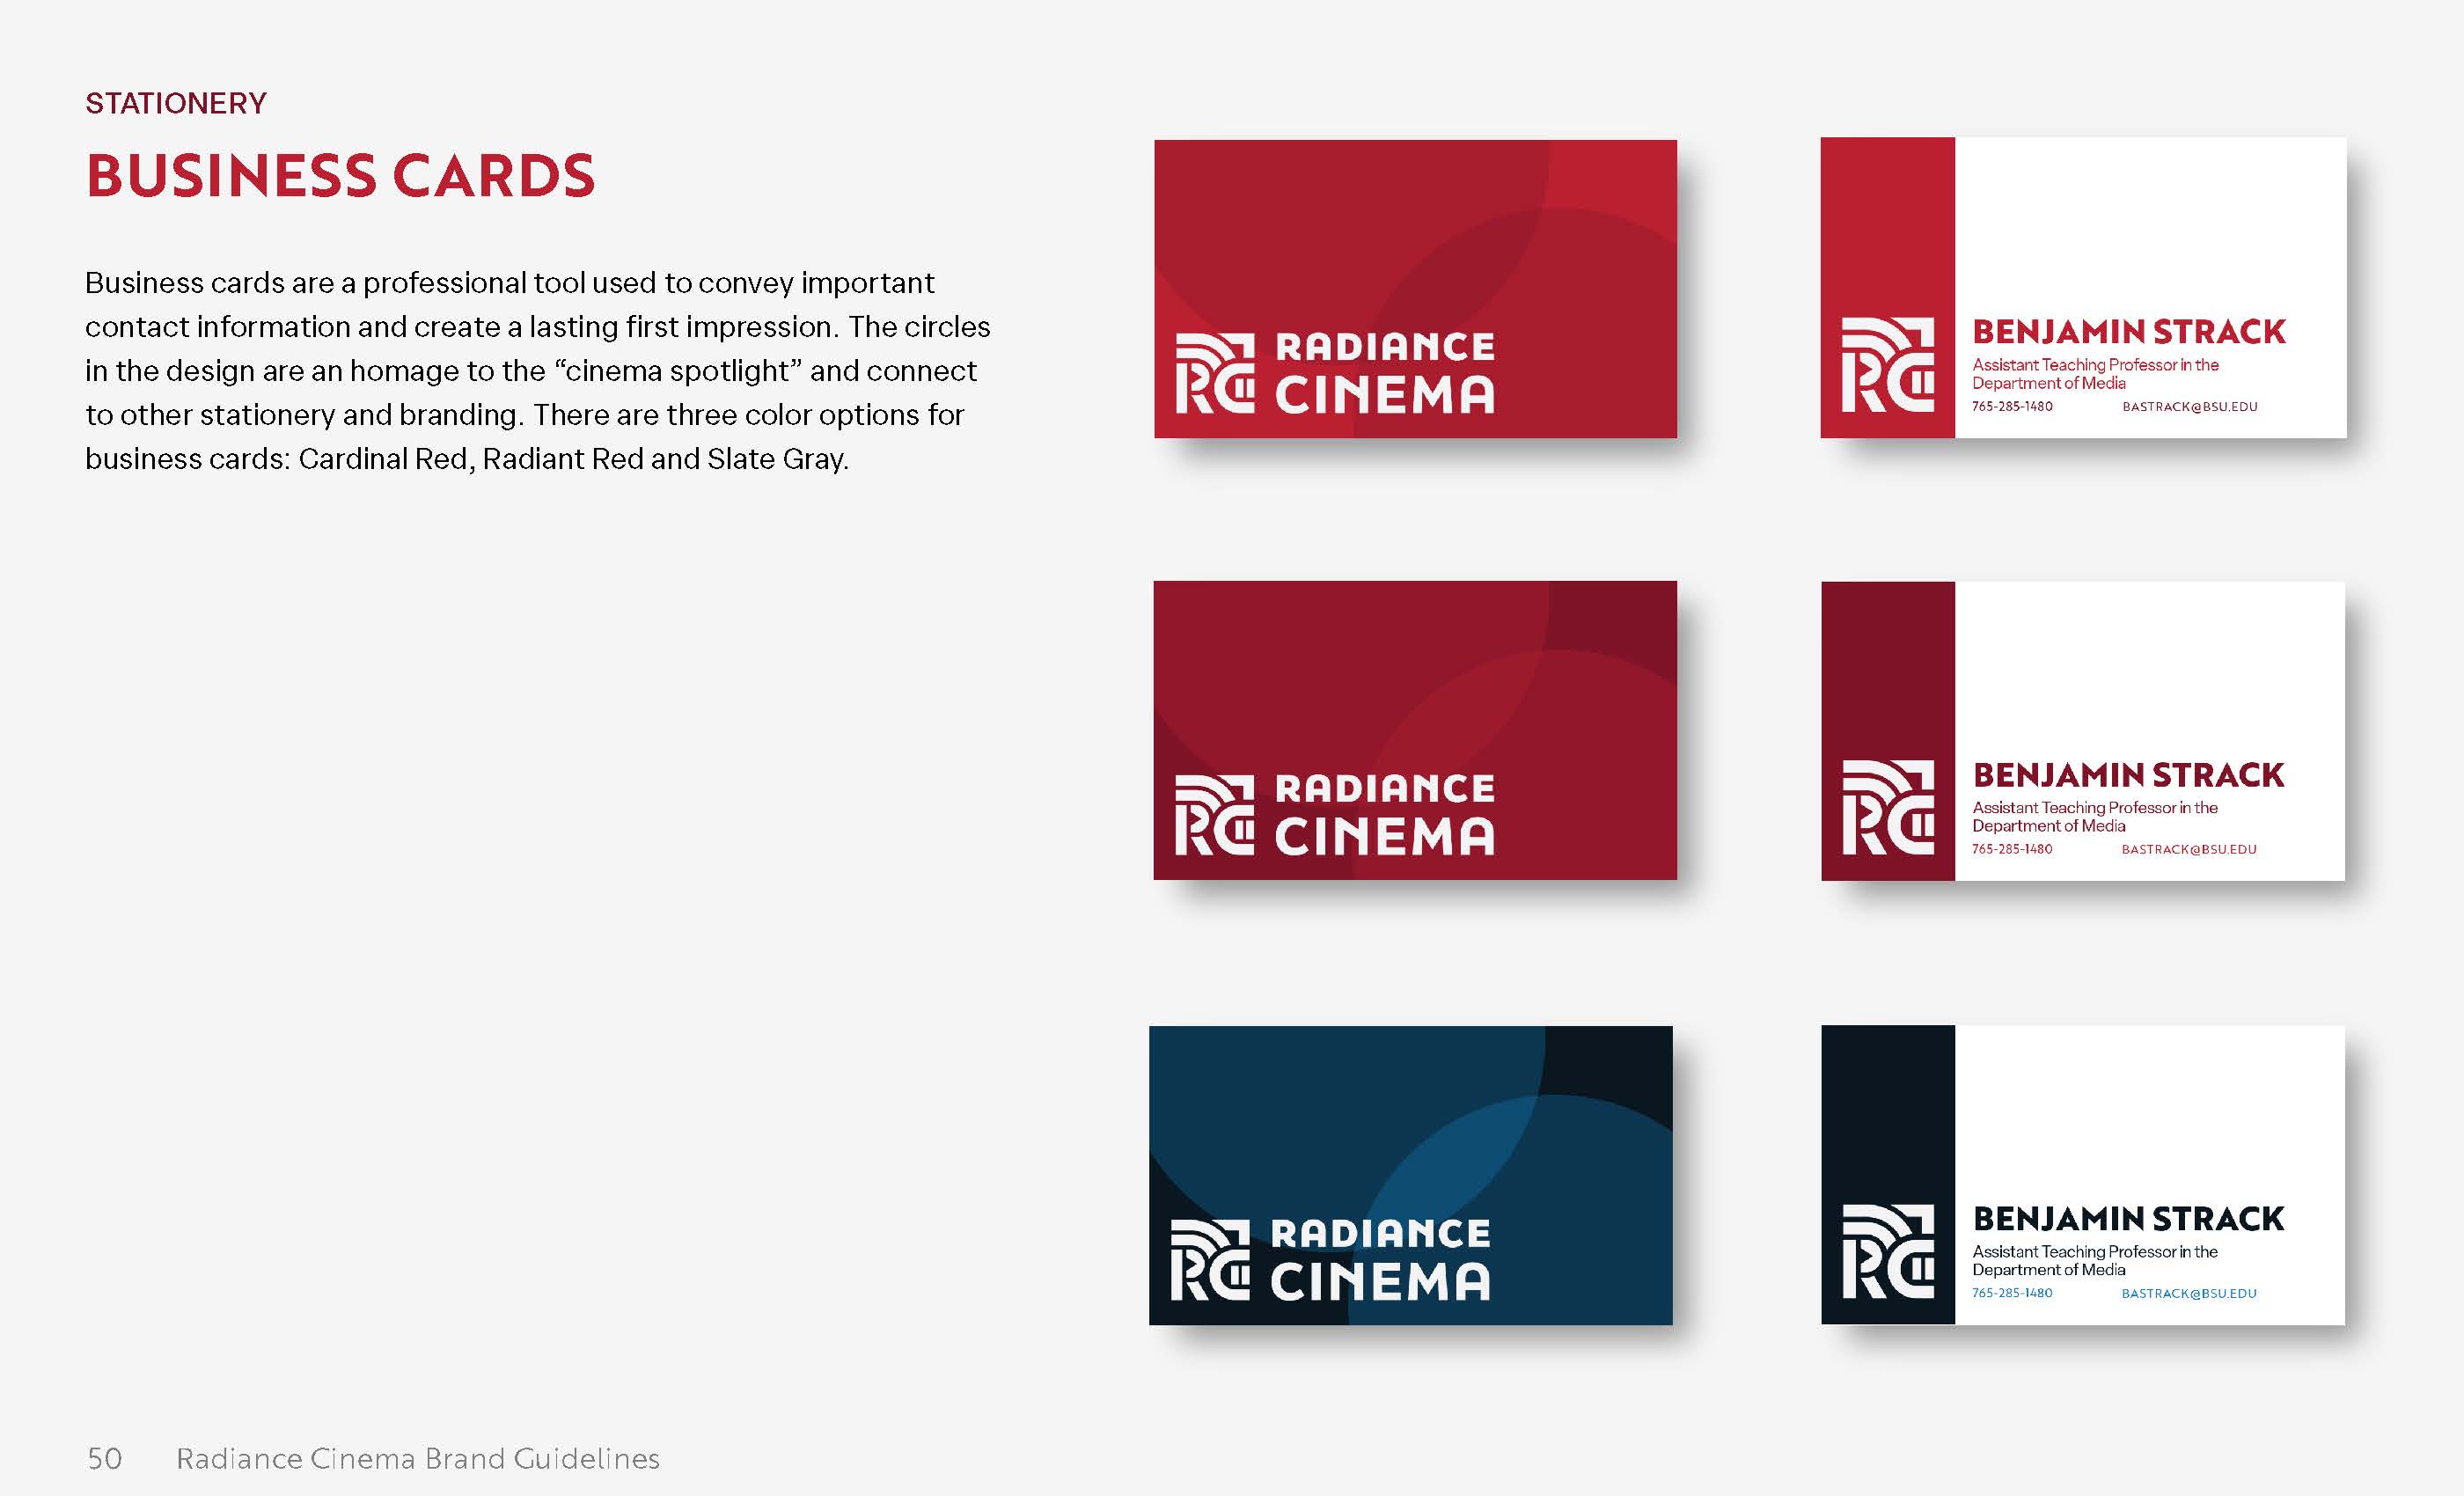 STATIONERY
BUSINESS CARDS
Business cards are a professional tool used to convey important
contact information and create a lasting first impression. The circles
in the design are an homage to the “cinema spotlight” and connect
to other stationery and branding. There are three color options for
business cards: Cardinal Red, Radiant Red and Slate Gray.
RC
RADIANCE
CINEMA
RC
BENJAMIN STRACK
Assistant Teaching Professor in the
Department of Media
765-285-1480 BASTRACK@BSU.EDU
RC
RADIANCE
CINEMA
RC
BENJAMIN STRACK
Assistant Teaching Professor in the
Department of Media
765-285-1480 BASTRACK@BSU.EDU
RC
RADIANCE
CINEMA
RC
BENJAMIN STRACK
Assistant Teaching Professor in the
Department of Media
765-285-1480 BASTRACK@BSU.EDU
50 Radiance Cinema Brand Guidelines